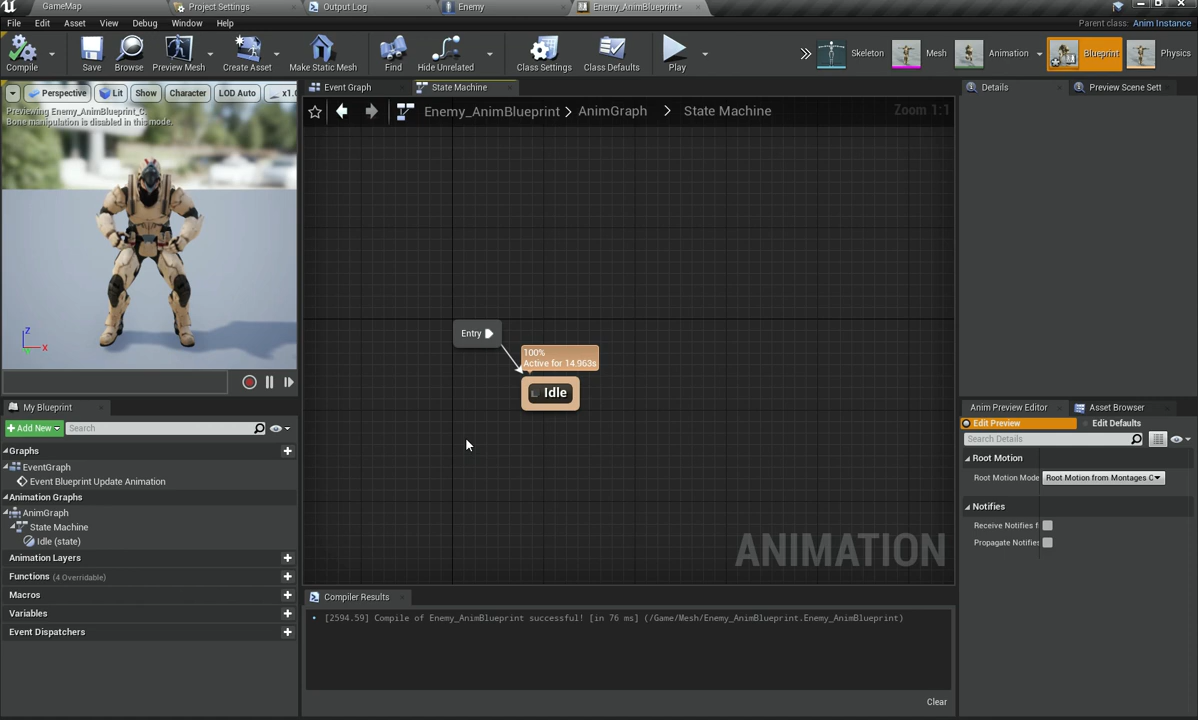 GameMap
Project Settings
Output Log
Enemy
Enemy_AnimBlueprint•
File
Edit
Asset
View
Debug
Window
Help
Parent class: Anim Instance
Compile
Save
Browse
Preview Mesh
Create Asset
Make Static Mesh
Find
Hide Unrelated
Class Settings
Class Defaults
Play
Skeleton
Mesh
Animation
Blueprint
Physics
Perspective
Lit
Show
Character
LOD Auto
x1.0
Previewing Enemy_AnimBlueprint_C.
Bone manipulation is disabled in this mode.
Z
X
Event Graph
State Machine
Enemy_AnimBlueprint > AnimGraph > State Machine
Zoom 1:1
Entry
100%
Active for 14.963s
Idle
ANIMATION
My Blueprint
Add New
Search
Graphs
EventGraph
Event Blueprint Update Animation
Animation Graphs
AnimGraph
State Machine
Idle (state)
Animation Layers
Functions (4 Overridable)
Macros
Variables
Event Dispatchers
Compiler Results
• [2594.59] Compile of Enemy_AnimBlueprint successful! [in 76 ms] (/Game/Mesh/Enemy_AnimBlueprint.Enemy_AnimBlueprint)
Clear
Details
Preview Scene Sett
Anim Preview Editor
Asset Browser
Edit Preview
Edit Defaults
Search Details
Root Motion
Root Motion Mode
Root Motion from Montages O
Notifies
Receive Notifies f
Propagate Notifie